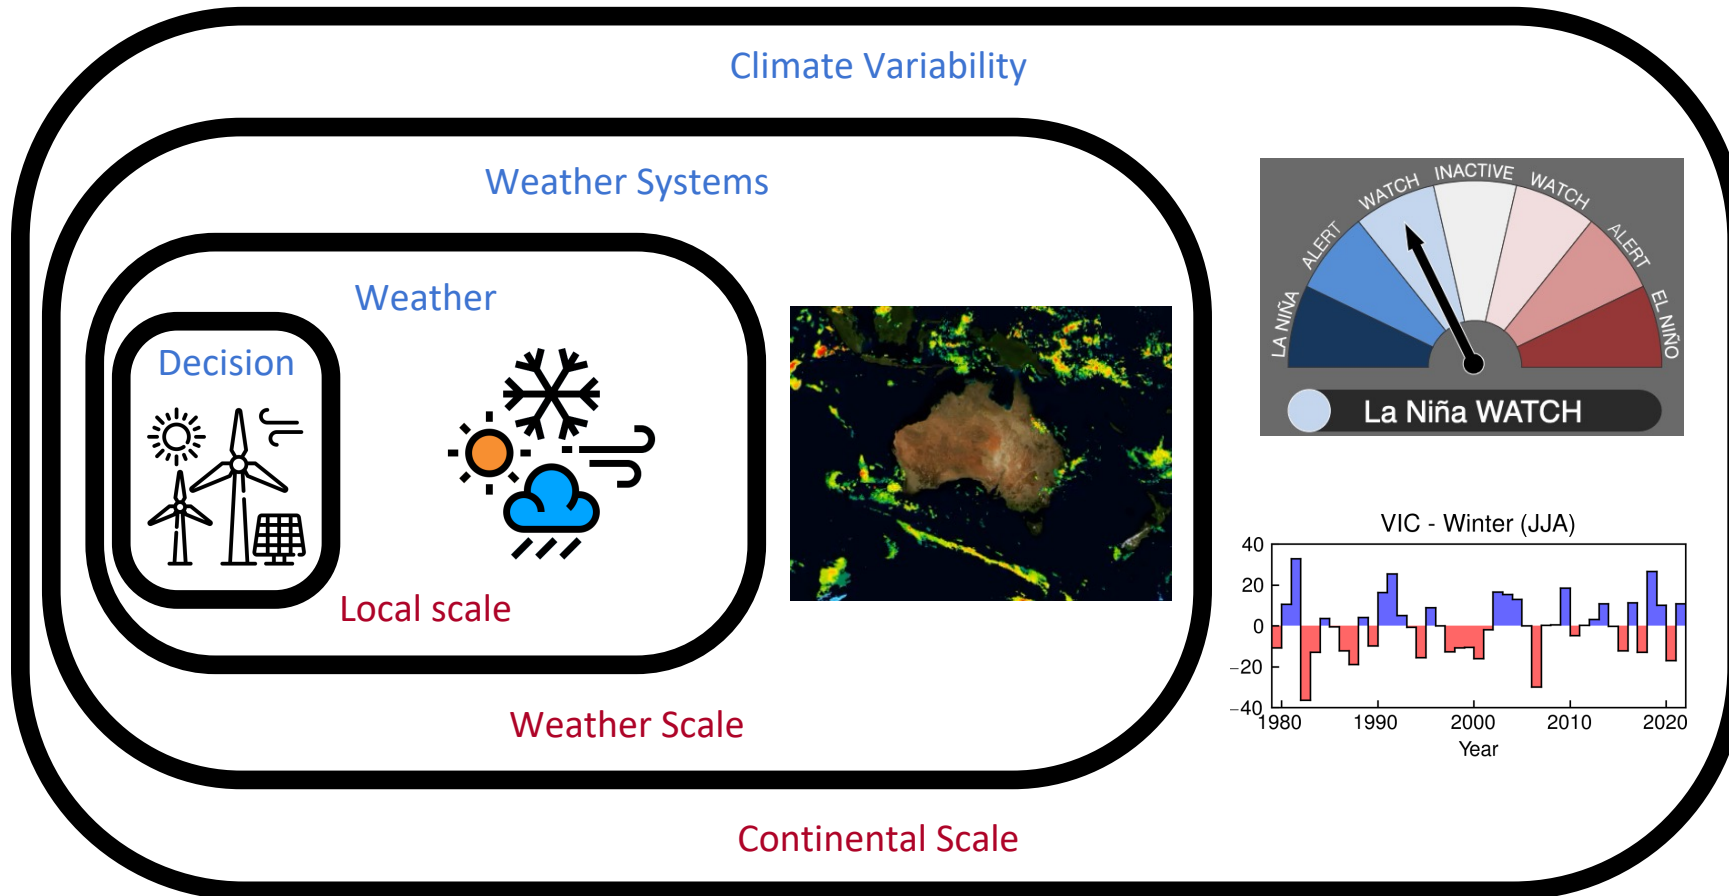 Climate Variability
Weather Systems
Weather
Decision
Local scale
Weather Scale
Continental Scale
LA NIÑA
ALERT
WATCH
INACTIVE
WATCH
ALERT
EL NIÑO
La Niña WATCH
VIC - Winter (JJA)
40
20
0
−20
−40
1980 1990 2000 2010 2020
Year